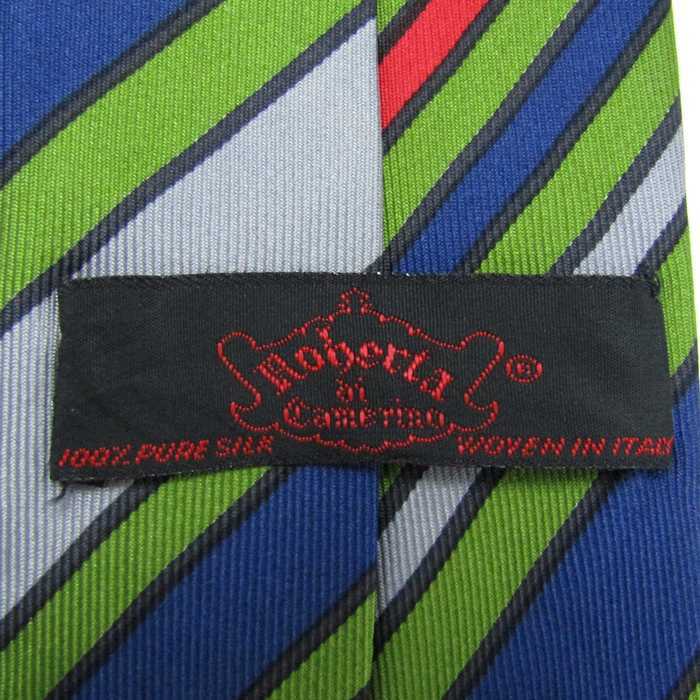 Roberta
di
Camerino
®
100% PURE SILK WOVEN IN ITALY